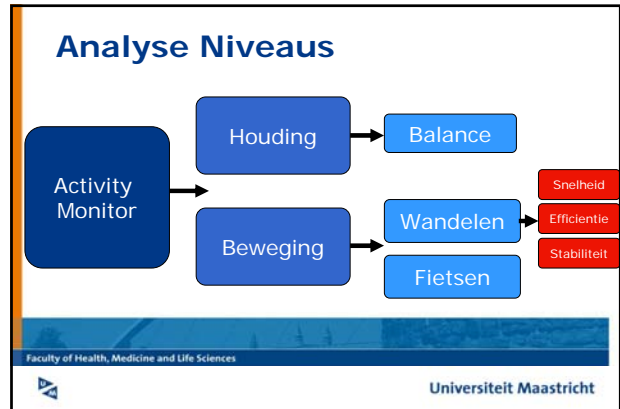 Analyse Niveaus
Activity
Monitor
Houding
Balance
Beweging
Wandelen
Fietsen
Snelheid
Efficientie
Stabiliteit
Faculty of Health, Medicine and Life Sciences
U M
Universiteit Maastricht